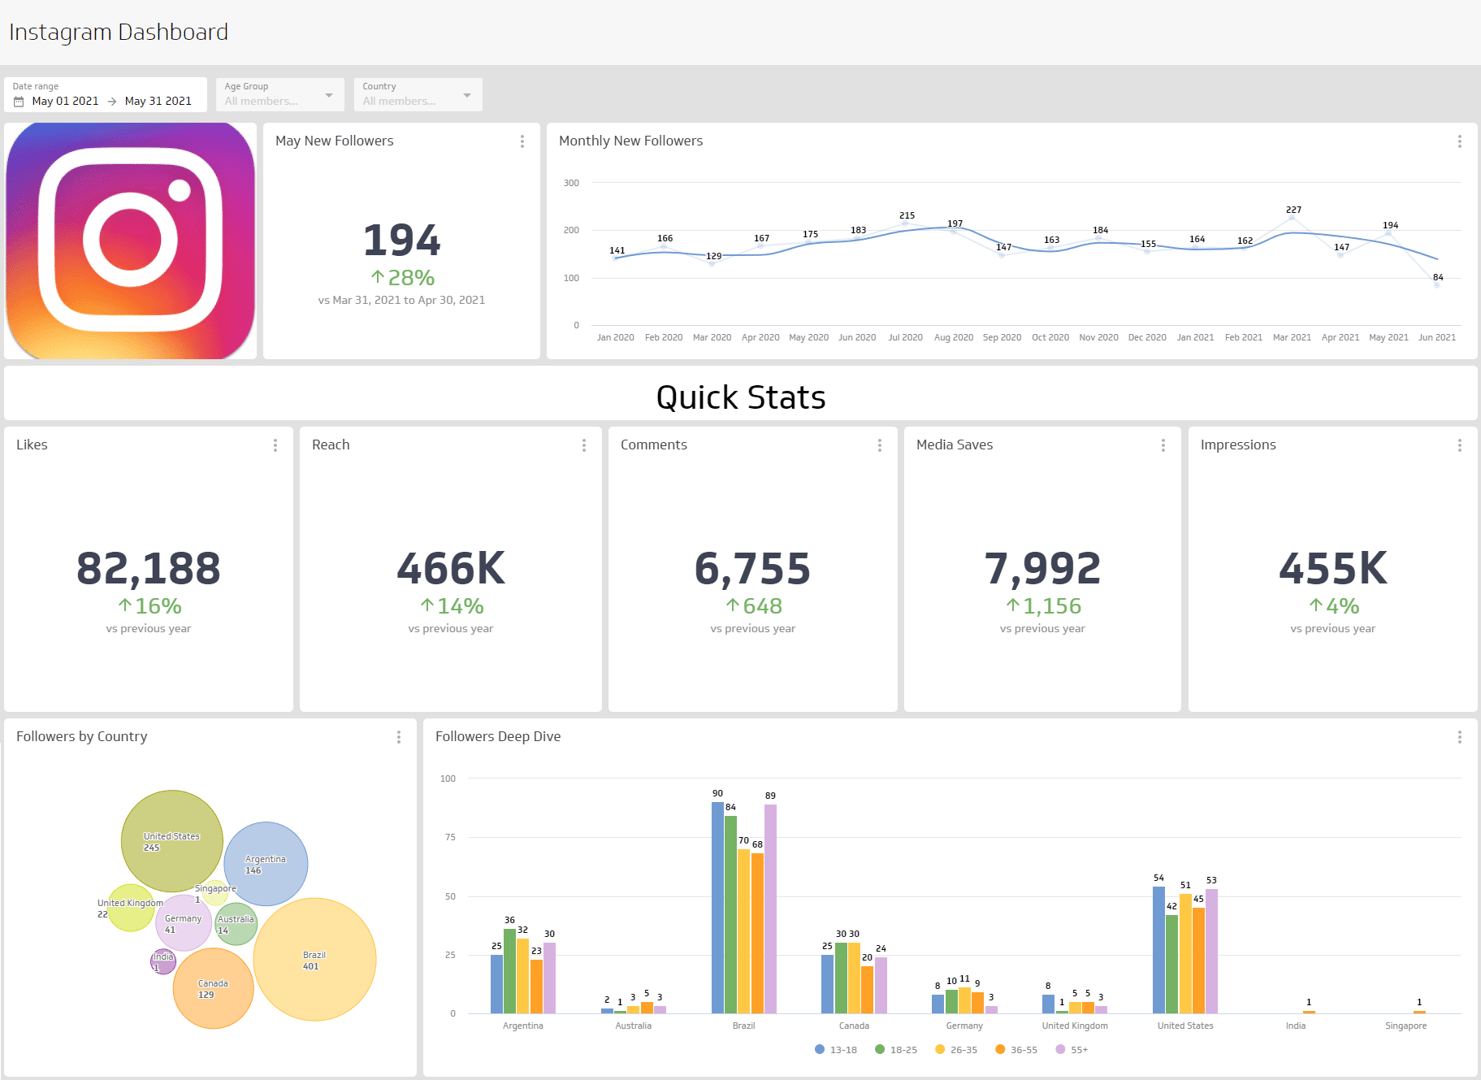 Instagram Dashboard
Date range
May 01 2021 → May 31 2021
Age Group
All members...
Country
All members...
May New Followers
194
↑28%
vs Mar 31, 2021 to Apr 30, 2021
Monthly New Followers
300
200
100
0
141 166 129 167 175 183 215 197 147 163 184 155 164 162 227 147 194 84
Jan 2020 Feb 2020 Mar 2020 Apr 2020 May 2020 Jun 2020 Jul 2020 Aug 2020 Sep 2020 Oct 2020 Nov 2020 Dec 2020 Jan 2021 Feb 2021 Mar 2021 Apr 2021 May 2021 Jun 2021
Quick Stats
Likes
82,188
↑16%
vs previous year
Reach
466K
↑14%
vs previous year
Comments
6,755
↑648
vs previous year
Media Saves
7,992
↑1,156
vs previous year
Impressions
455K
↑4%
vs previous year
Followers by Country
United States
245
Argentina
146
Singapore
1
United Kingdom
22
Germany
41
Australia
14
India
1
Brazil
401
Canada
129
Followers Deep Dive
100
75
50
25
0
25 36 32 23 30
2 1 3 5 3
90 84 70 68 89
25 30 30 20 24
8 10 11 9 3
8 1 5 5 3
54 42 51 45 53
1
1
Argentina Australia Brazil Canada Germany United Kingdom United States India Singapore
13-18 18-25 26-35 36-55 55+